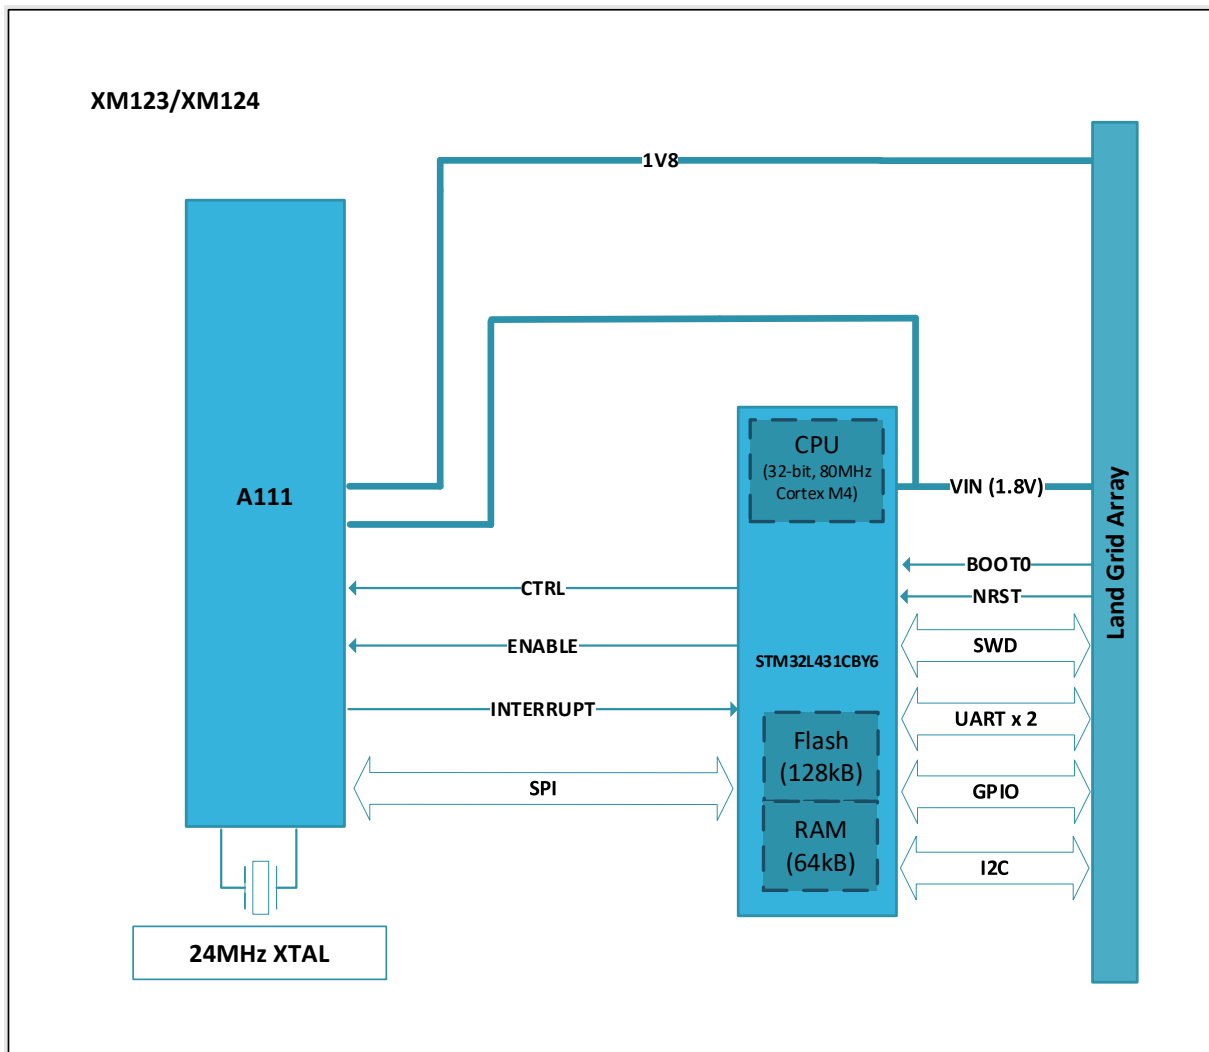 XM123/XM124
1V8
A111
CPU
(32-bit, 80MHz
Cortex M4)
VIN (1.8V)
BOOT0
NRST
CTRL
ENABLE
SWD
STM32L431CBY6
INTERRUPT
UART x 2
Flash
(128kB)
SPI
GPIO
RAM
(64kB)
I2C
Land Grid Array
24MHz XTAL